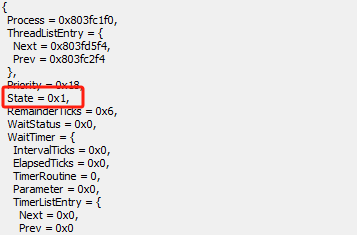 {
Process = 0x803fc1f0,
ThreadListEntry = {
Next = 0x803fd5f4,
Prev = 0x803fc2f4
},
Priority = 0x18,
State = 0x1,
RemainderTicks = 0x6,
WaitStatus = 0x0,
WaitTimer = {
IntervalTicks = 0x0,
ElapsedTicks = 0x0,
TimerRoutine = 0,
Parameter = 0x0,
TimerListEntry = {
Next = 0x0,
Prev = 0x0